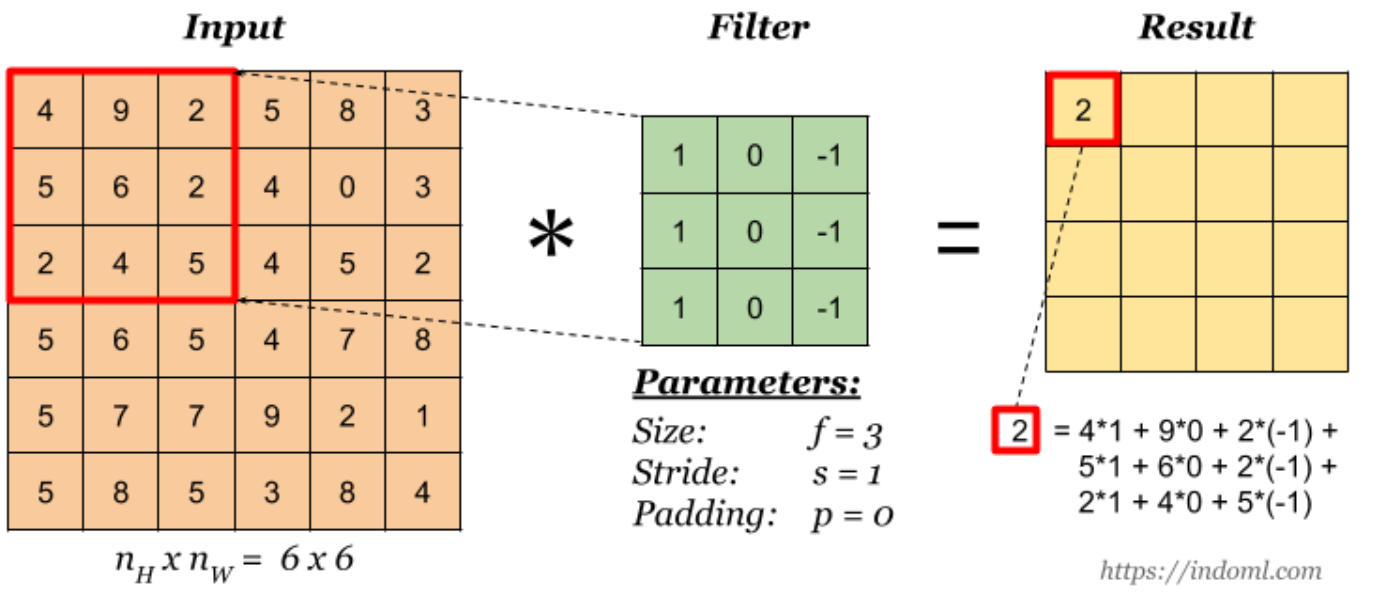 Input
Filter
Result
4 9 2 5 8 3
5 6 2 4 0 3
2 4 5 4 5 2
5 6 5 4 7 8
5 7 7 9 2 1
5 8 5 3 8 4
n_H x n_W = 6 x 6
*
1 0 -1
1 0 -1
1 0 -1
Parameters:
Size: f = 3
Stride: s = 1
Padding: p = 0
=
2
2 = 4*1 + 9*0 + 2*(-1) +
5*1 + 6*0 + 2*(-1) +
2*1 + 4*0 + 5*(-1)
https://indoml.com